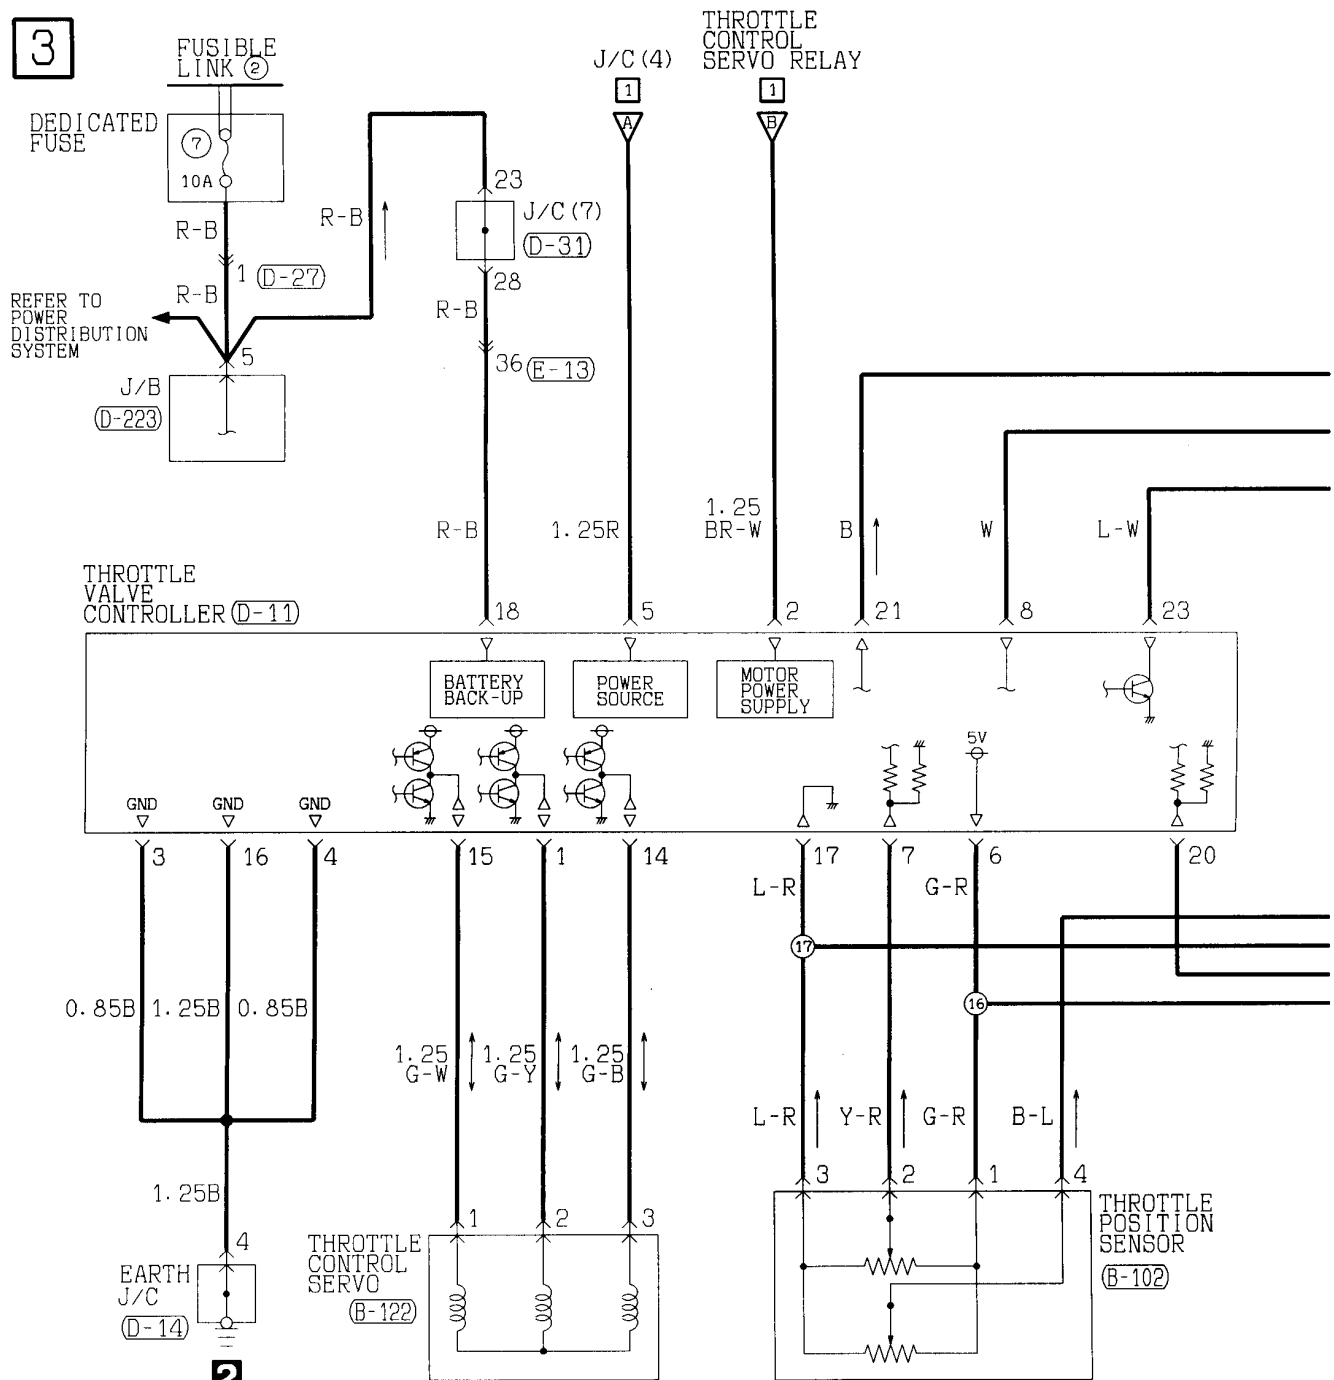 3
FUSIBLE
LINK ②
DEDICATED
FUSE
7
10A
R-B
1 D-27
R-B
REFER TO
POWER
DISTRIBUTION
SYSTEM
5
J/B
D-223
R-B
23
J/C(7)
D-31
28
R-B
36 E-13
R-B
J/C(4)
1
A
1.25R
THROTTLE
CONTROL
SERVO RELAY
1
B
1.25
BR-W
B
W
L-W
THROTTLE
VALVE
CONTROLLER D-11
18
5
2
21
8
23
BATTERY
BACK-UP
POWER
SOURCE
MOTOR
POWER
SUPPLY
5V
GND
GND
GND
3
16
4
15
1
14
17
7
6
20
L-R
G-R
17
16
0.85B
1.25B
0.85B
1.25
G-W
1.25
G-Y
1.25
G-B
L-R
Y-R
G-R
B-L
1.25B
4
EARTH
J/C
D-14
2
1
2
3
THROTTLE
CONTROL
SERVO
B-122
3
2
1
4
THROTTLE
POSITION
SENSOR
B-102